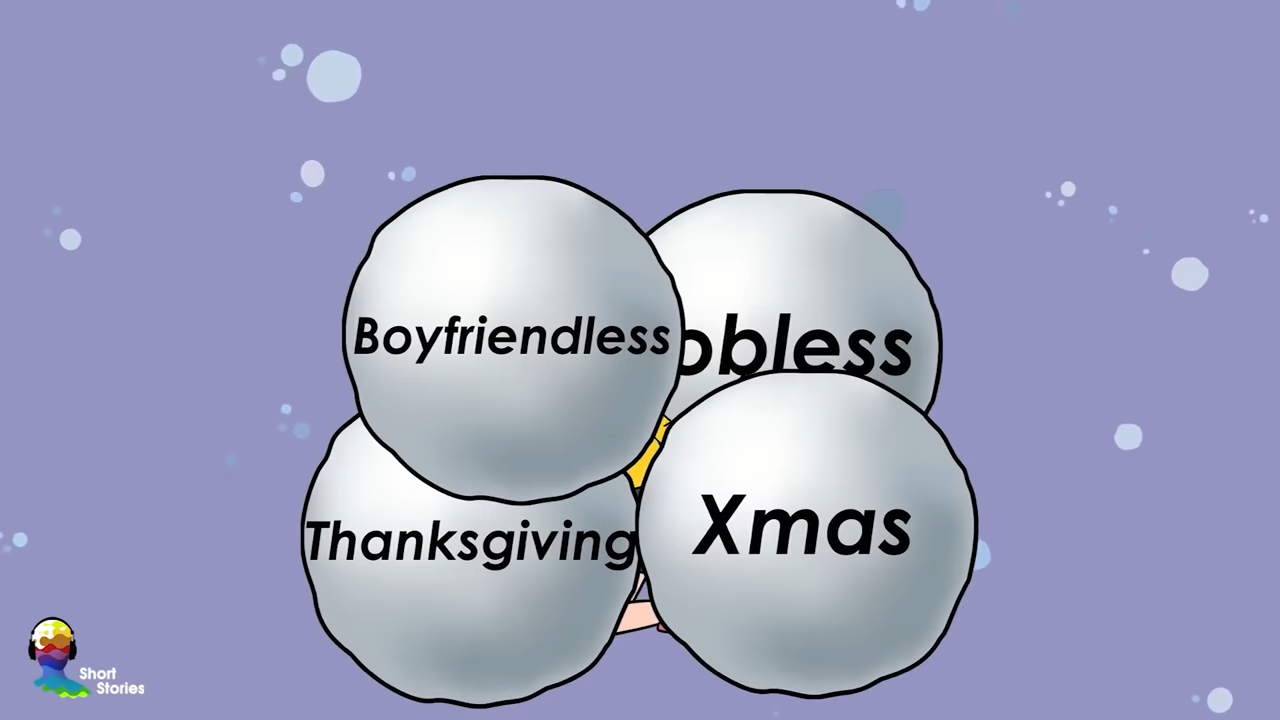 Boyfriendless
obless
Thanksgiving
Xmas
Short
Stories